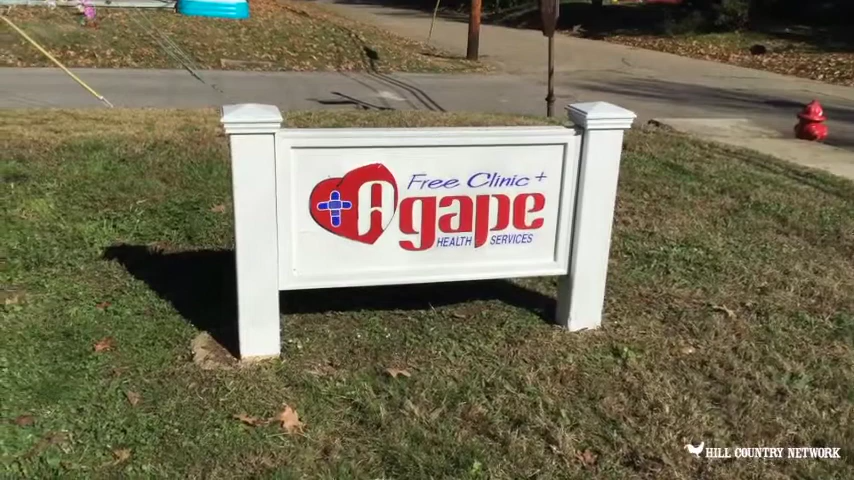 Free Clinic +
agape
HEALTH SERVICES
HILL COUNTRY NETWORK